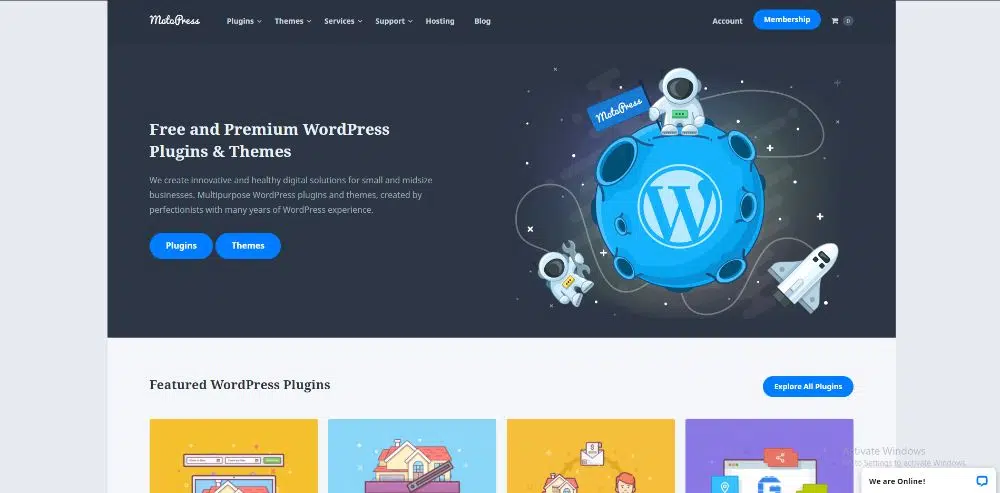 MotoPress
Plugins
Themes
Services
Support
Hosting
Blog
Account
Membership
0
MotoPress
Free and Premium WordPress
Plugins & Themes
We create innovative and healthy digital solutions for small and midsize
businesses. Multipurpose WordPress plugins and themes, created by
perfectionists with many years of WordPress experience.
Plugins
Themes
W
Featured WordPress Plugins
Explore All Plugins
G
Activate Windows
Go to Settings to activate Windows.
We are Online!